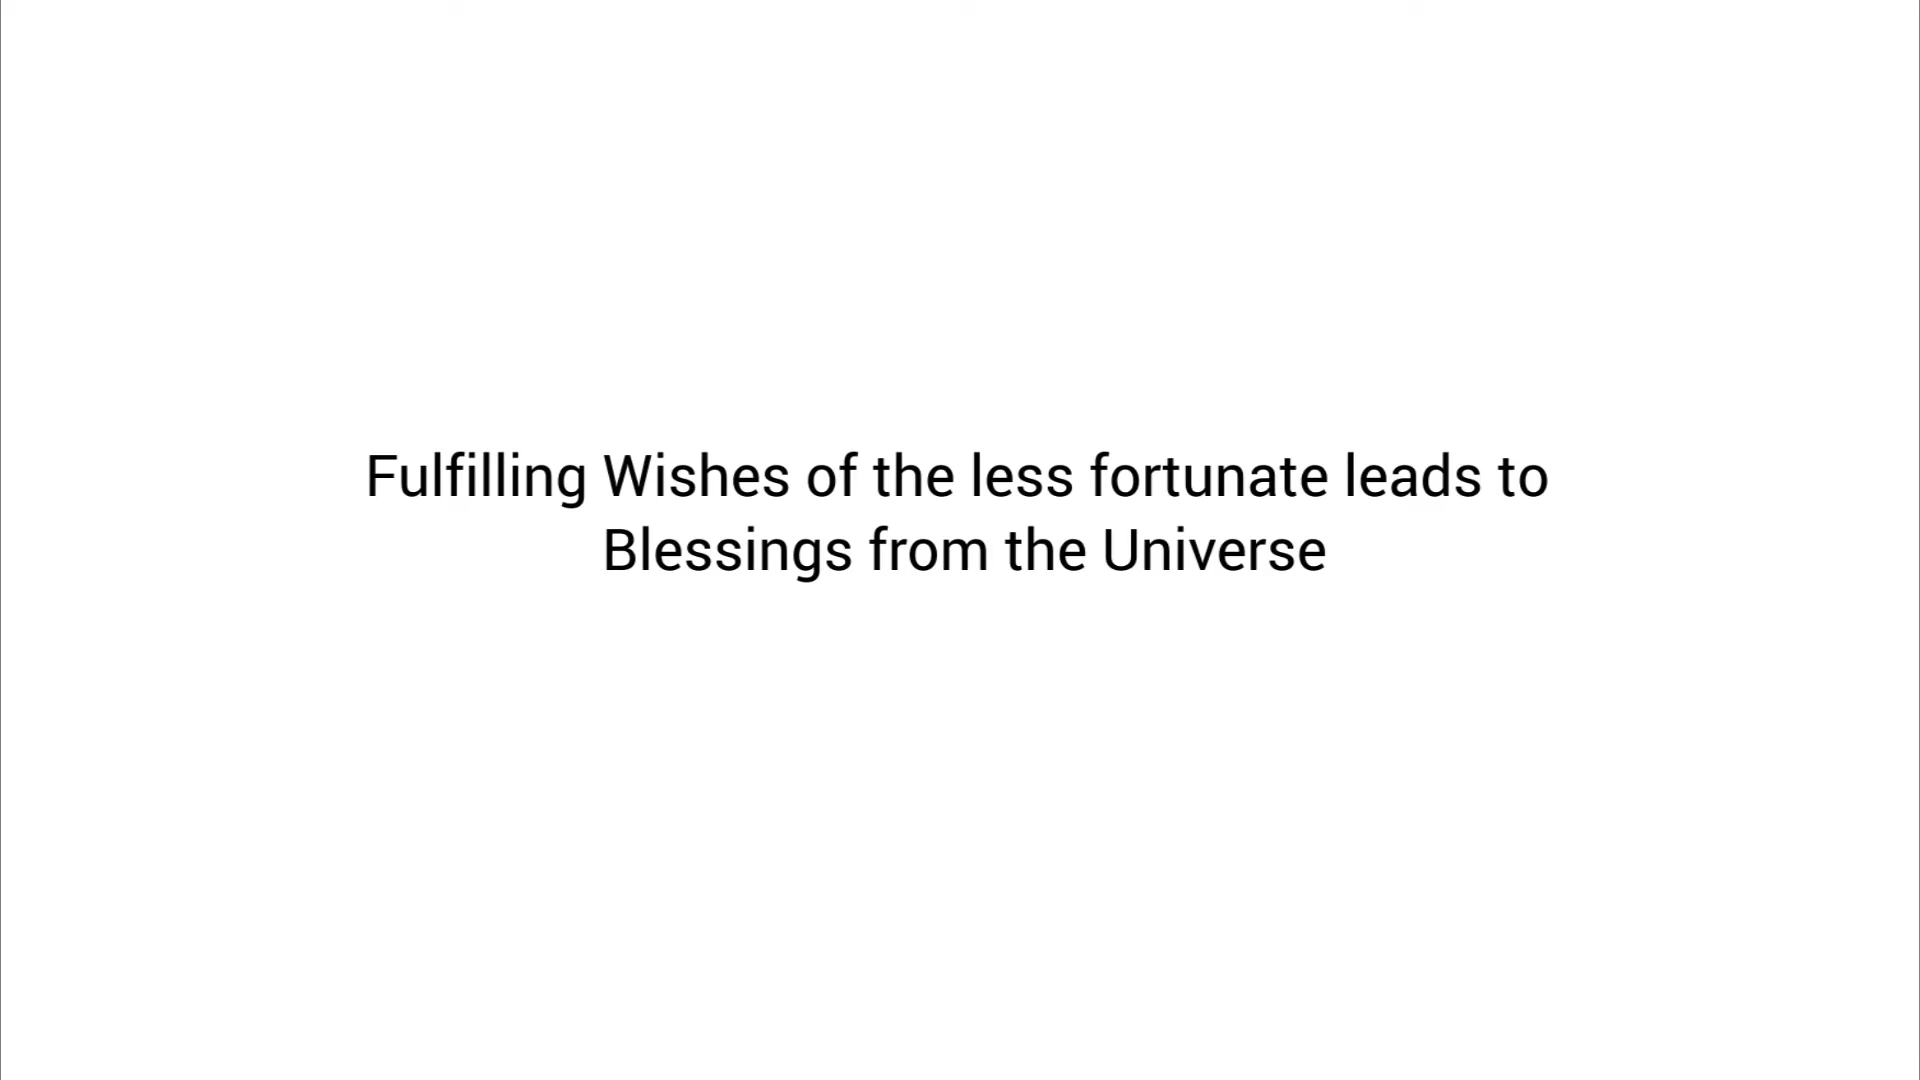 Fulfilling Wishes of the less fortunate leads to
Blessings from the Universe